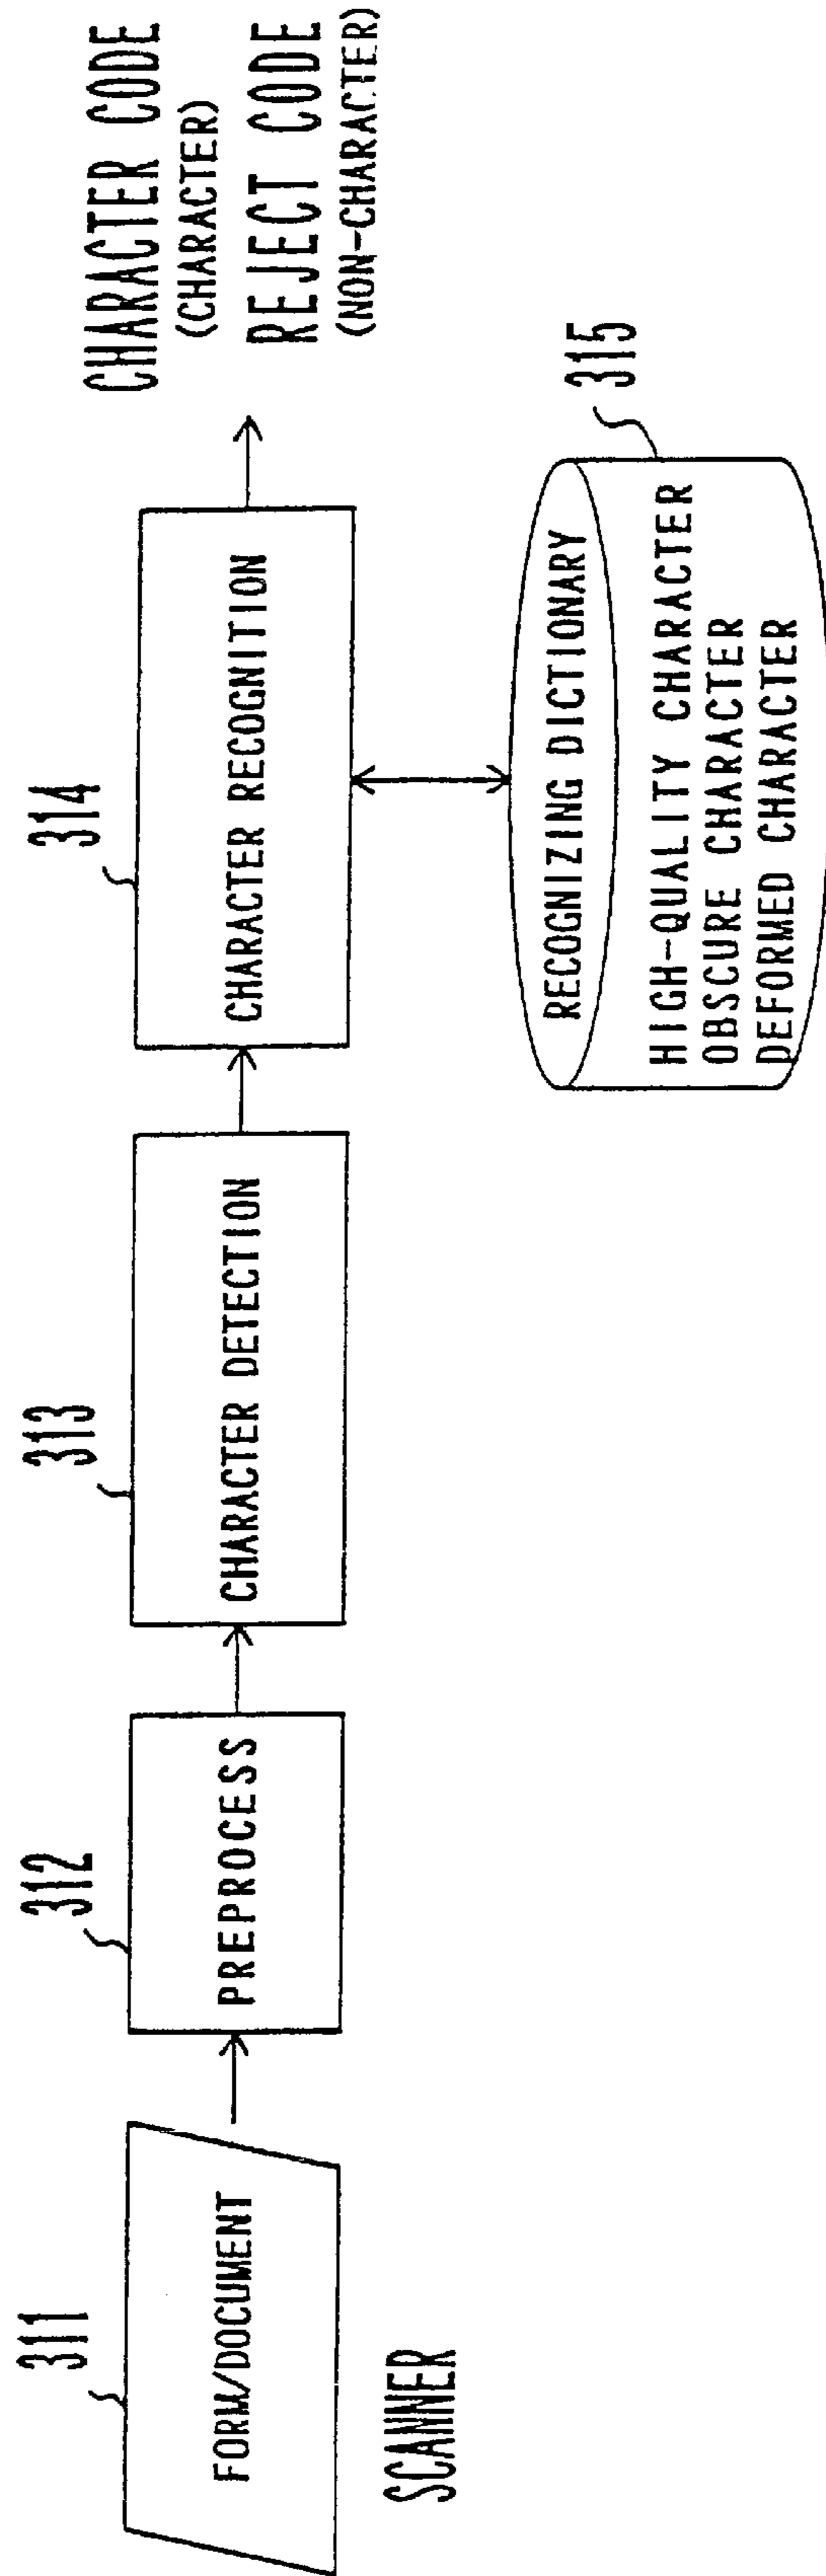 311
FORM/DOCUMENT
SCANNER
312
PREPROCESS
313
CHARACTER DETECTION
314
CHARACTER RECOGNITION
CHARACTER CODE
(CHARACTER)
REJECT CODE
(NON-CHARACTER)
315
RECOGNIZING DICTIONARY
HIGH-QUALITY CHARACTER
OBSCURE CHARACTER
DEFORMED CHARACTER